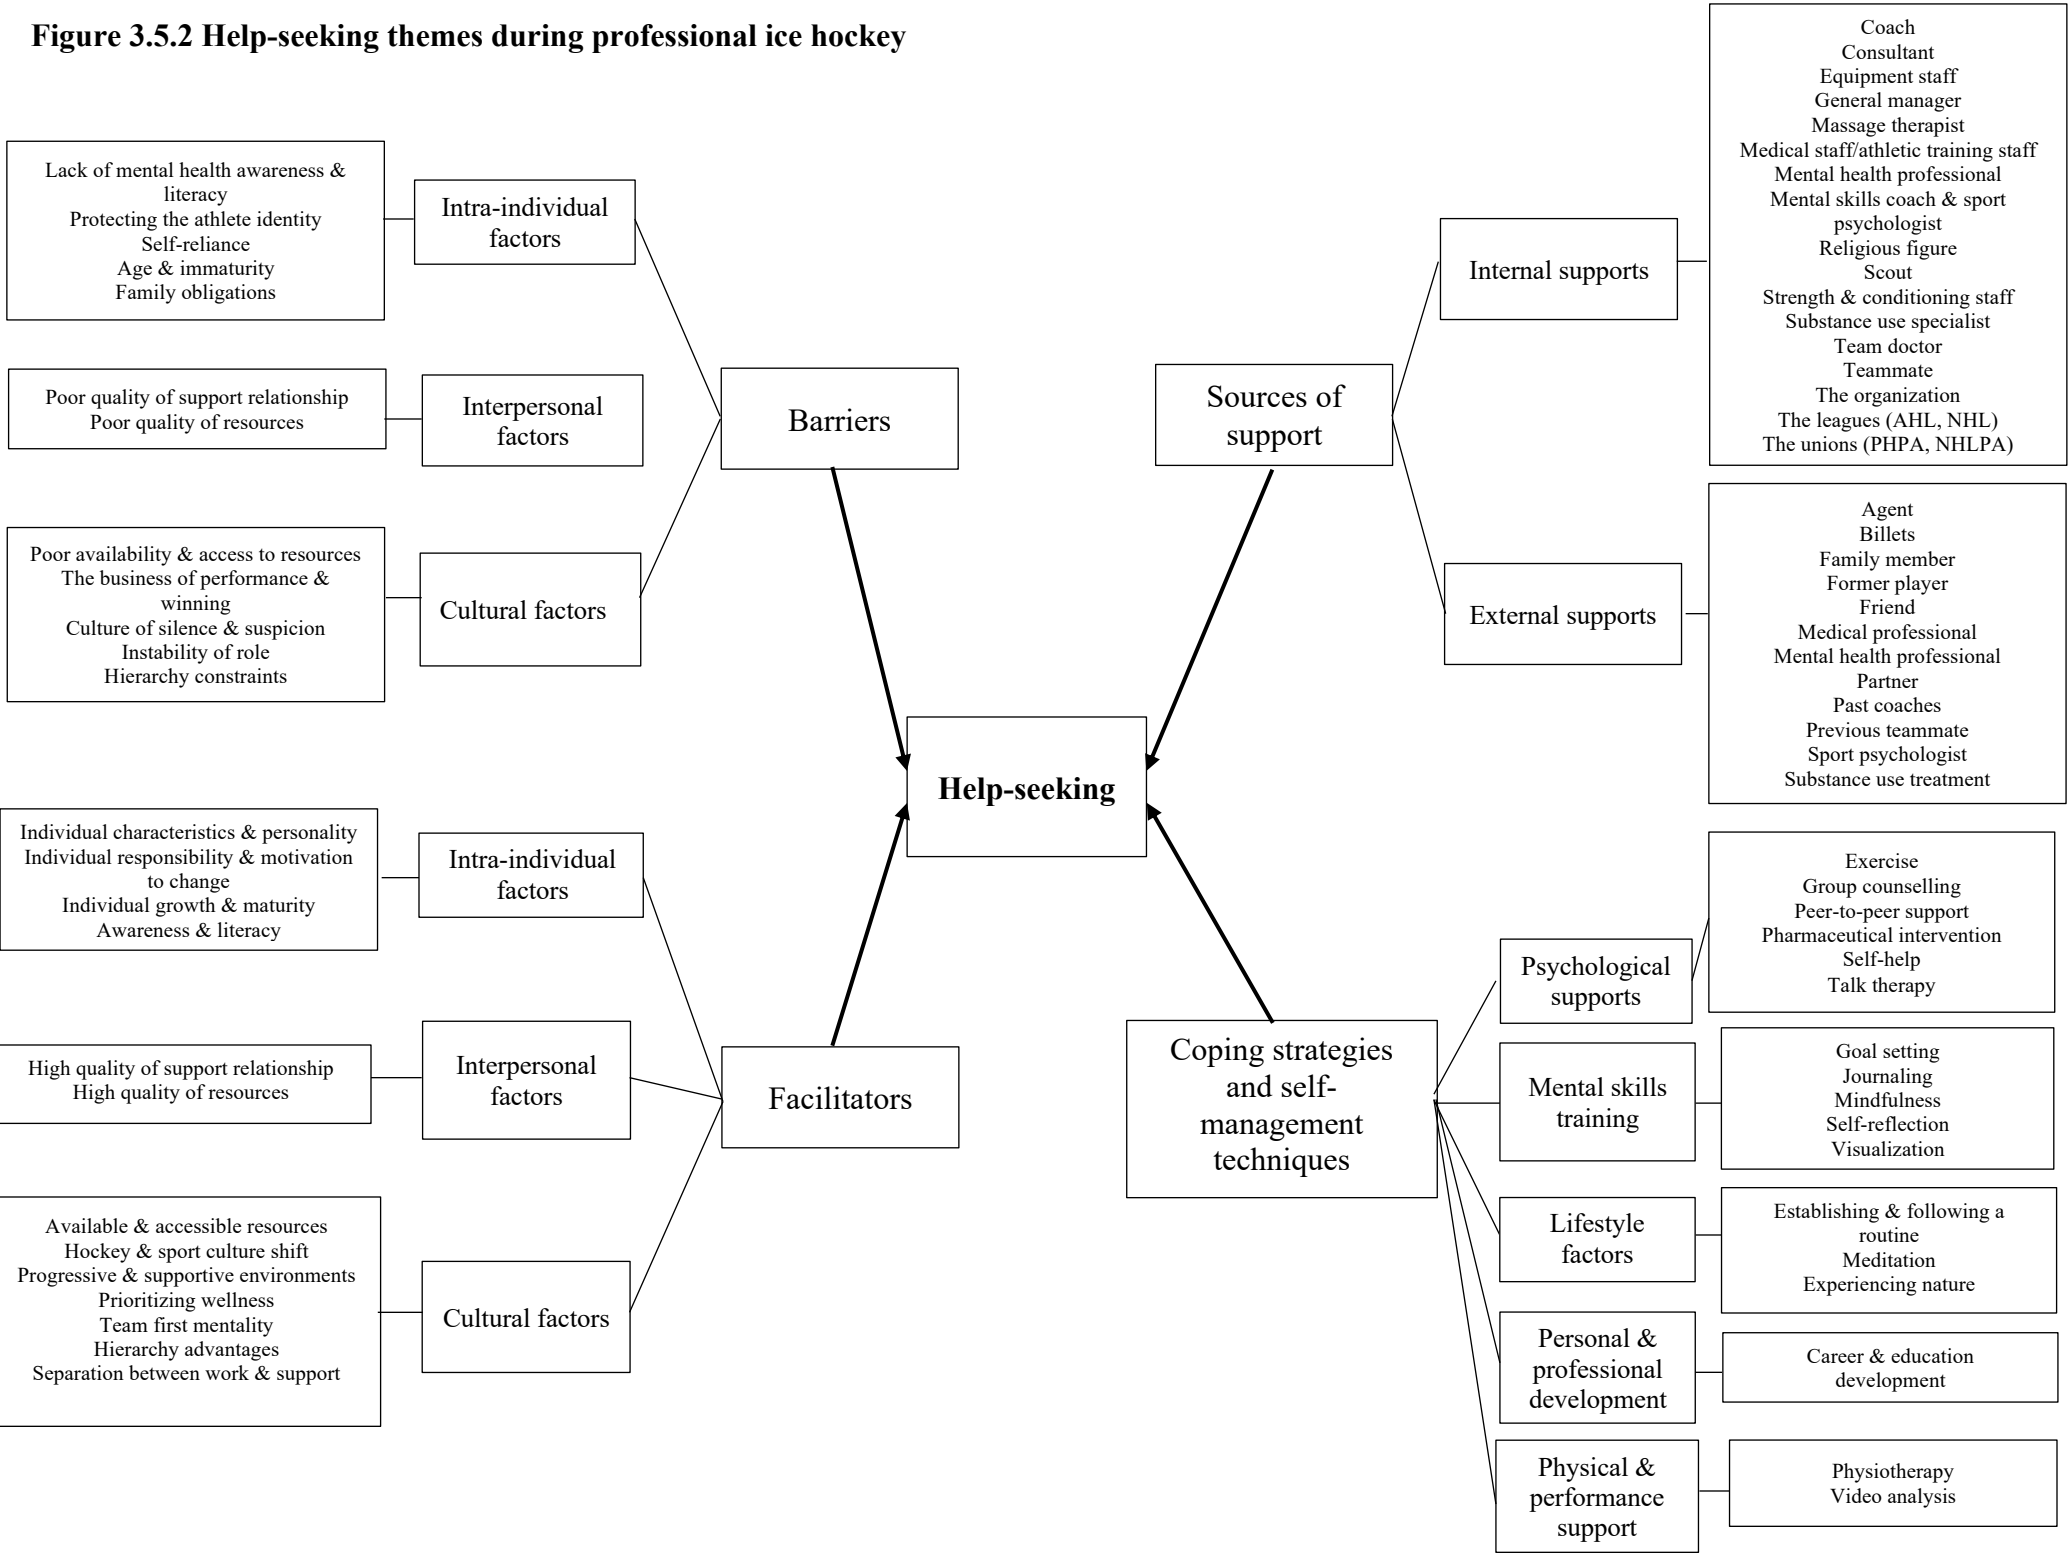 Figure 3.5.2 Help-seeking themes during professional ice hockey
Lack of mental health awareness &
literacy
Protecting the athlete identity
Self-reliance
Age & immaturity
Family obligations
Intra-individual
factors
Poor quality of support relationship
Poor quality of resources
Interpersonal
factors
Poor availability & access to resources
The business of performance &
winning
Culture of silence & suspicion
Instability of role
Hierarchy constraints
Cultural factors
Barriers
Individual characteristics & personality
Individual responsibility & motivation
to change
Individual growth & maturity
Awareness & literacy
Intra-individual
factors
High quality of support relationship
High quality of resources
Interpersonal
factors
Available & accessible resources
Hockey & sport culture shift
Progressive & supportive environments
Prioritizing wellness
Team first mentality
Hierarchy advantages
Separation between work & support
Cultural factors
Facilitators
Help-seeking
Sources of
support
Internal supports
Coach
Consultant
Equipment staff
General manager
Massage therapist
Medical staff/athletic training staff
Mental health professional
Mental skills coach & sport
psychologist
Religious figure
Scout
Strength & conditioning staff
Substance use specialist
Team doctor
Teammate
The organization
The leagues (AHL, NHL)
The unions (PHPA, NHLPA)
External supports
Agent
Billets
Family member
Former player
Friend
Medical professional
Mental health professional
Partner
Past coaches
Previous teammate
Sport psychologist
Substance use treatment
Coping strategies
and self-
management
techniques
Psychological
supports
Exercise
Group counselling
Peer-to-peer support
Pharmaceutical intervention
Self-help
Talk therapy
Mental skills
training
Goal setting
Journaling
Mindfulness
Self-reflection
Visualization
Lifestyle
factors
Establishing & following a
routine
Meditation
Experiencing nature
Personal &
professional
development
Career & education
development
Physical &
performance
support
Physiotherapy
Video analysis